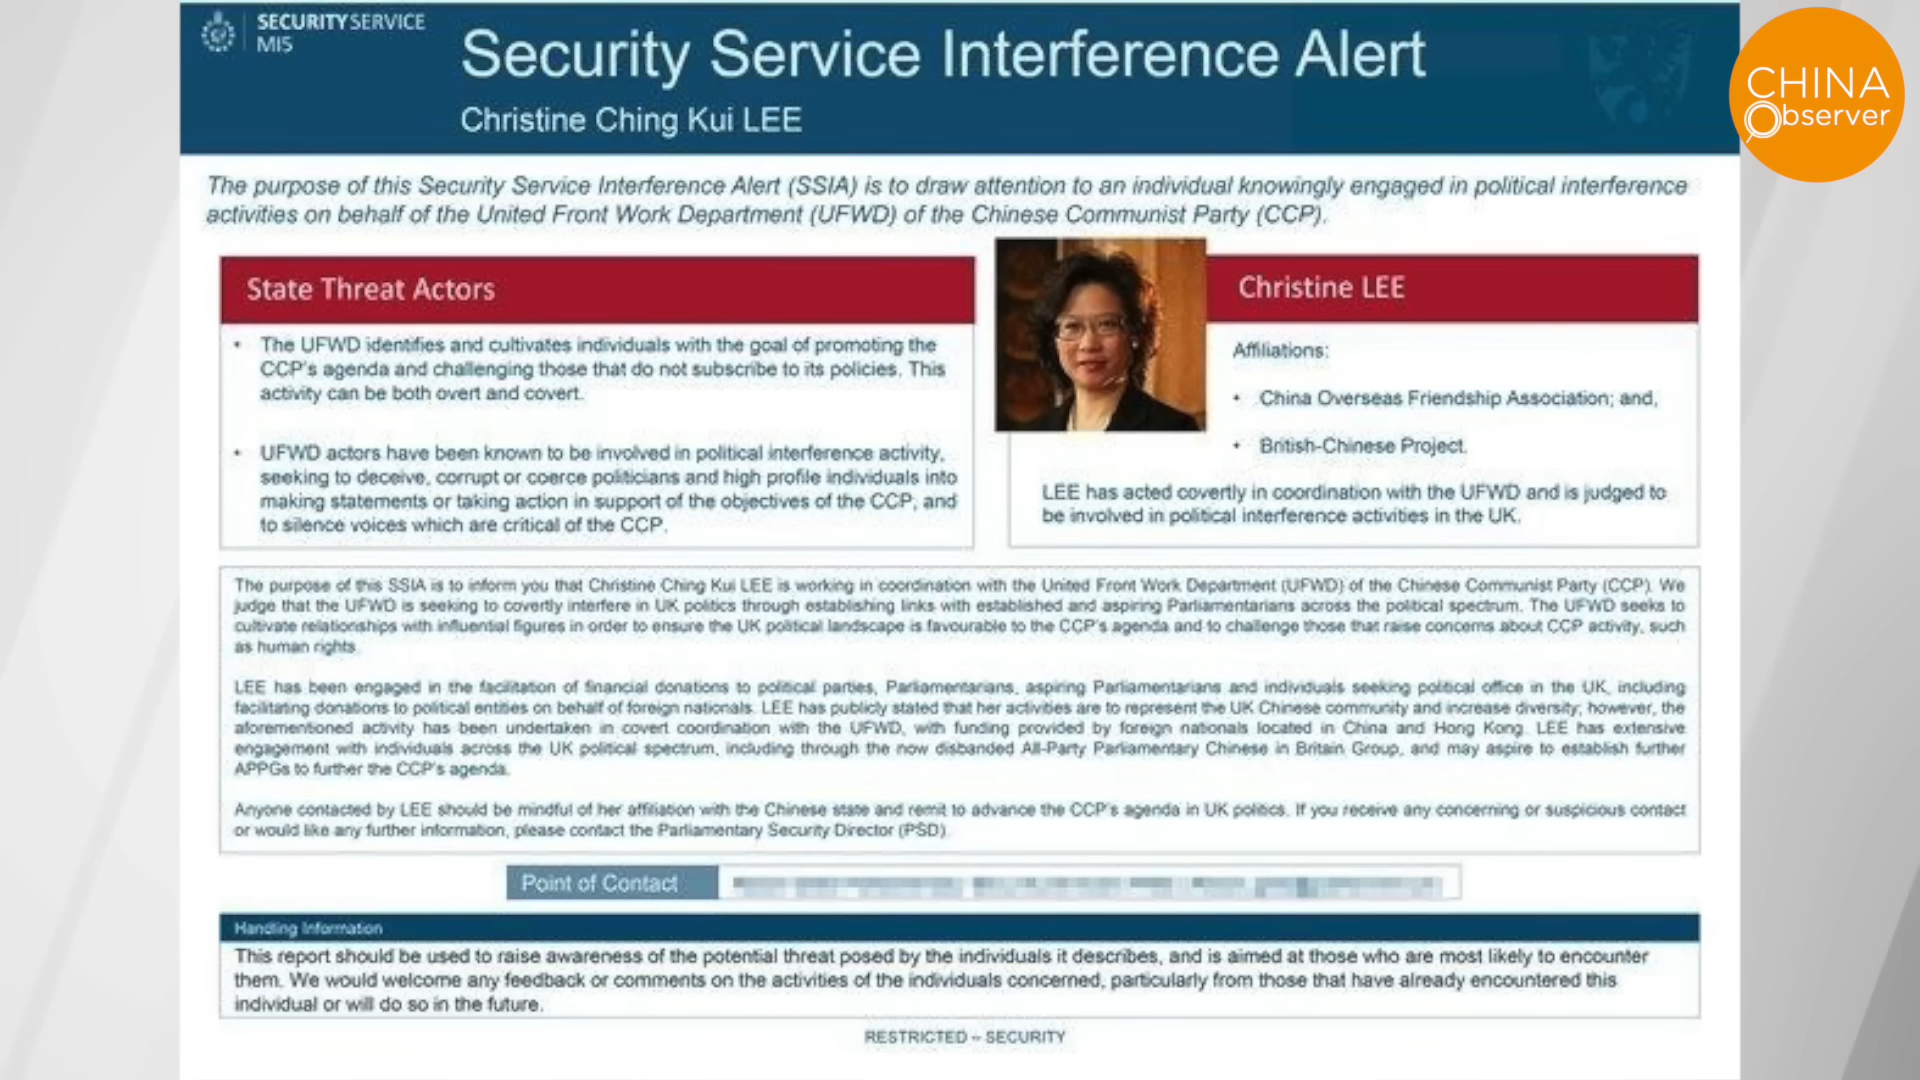 SECURITY SERVICE
MI5
Security Service Interference Alert
Christine Ching Kui LEE
CHINA
Observer
The purpose of this Security Service Interference Alert (SSIA) is to draw attention to an individual knowingly engaged in political interference
activities on behalf of the United Front Work Department (UFWD) of the Chinese Communist Party (CCP).
State Threat Actors
• The UFWD identifies and cultivates individuals with the goal of promoting the
CCP's agenda and challenging those that do not subscribe to its policies. This
activity can be both overt and covert.
• UFWD actors have been known to be involved in political interference activity,
seeking to deceive, corrupt or coerce politicians and high profile individuals into
making statements or taking action in support of the objectives of the CCP; and
to silence voices which are critical of the CCP.
Christine LEE
Affiliations:
• China Overseas Friendship Association; and,
• British-Chinese Project.
LEE has acted covertly in coordination with the UFWD and is judged to
be involved in political interference activities in the UK.
The purpose of this SSIA is to inform you that Christine Ching Kui LEE is working in coordination with the United Front Work Department (UFWD) of the Chinese Communist Party (CCP). We
judge that the UFWD is seeking to covertly interfere in UK politics through establishing links with established and aspiring Parliamentarians across the political spectrum. The UFWD seeks to
cultivate relationships with influential figures in order to ensure the UK political landscape is favourable to the CCP's agenda and to challenge those that raise concerns about CCP activity, such
as human rights.
LEE has been engaged in the facilitation of financial donations to political parties, Parliamentarians, aspiring Parliamentarians and individuals seeking political office in the UK, including
facilitating donations to political entities on behalf of foreign nationals. LEE has publicly stated that her activities are to represent the UK Chinese community and increase diversity; however, the
aforementioned activity has been undertaken in covert coordination with the UFWD, with funding provided by foreign nationals located in China and Hong Kong. LEE has extensive
engagement with individuals across the UK political spectrum, including through the now disbanded All-Party Parliamentary Chinese in Britain Group, and may aspire to establish further
APPGs to further the CCP's agenda.
Anyone contacted by LEE should be mindful of her affiliation with the Chinese state and remit to advance the CCP's agenda in UK politics. If you receive any concerning or suspicious contact
or would like any further information, please contact the Parliamentary Security Director (PSD).
Point of Contact
Handling Information
This report should be used to raise awareness of the potential threat posed by the individuals it describes, and is aimed at those who are most likely to encounter
them. We would welcome any feedback or comments on the activities of the individuals concerned, particularly from those that have already encountered this
individual or will do so in the future.
RESTRICTED – SECURITY